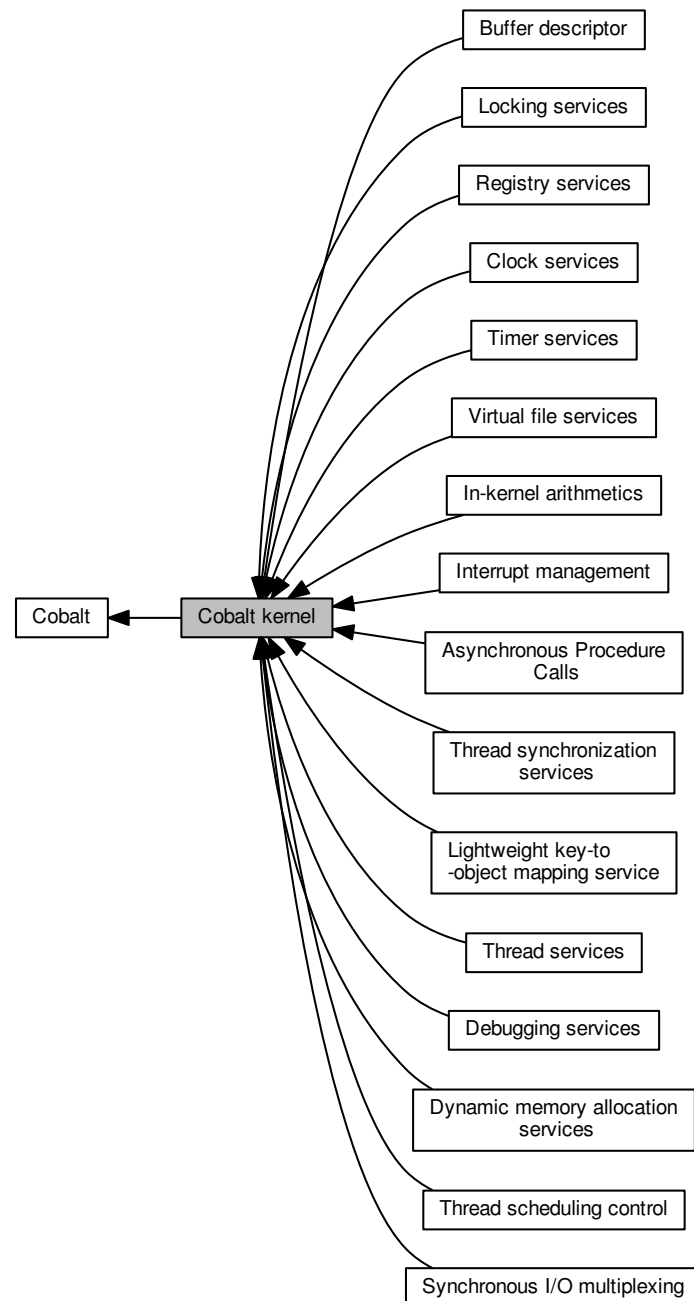 Buffer descriptor
Locking services
Registry services
Clock services
Timer services
Virtual file services
In-kernel arithmetics
Interrupt management
Cobalt
Cobalt kernel
Asynchronous Procedure
Calls
Thread synchronization
services
Lightweight key-to
-object mapping service
Thread services
Debugging services
Dynamic memory allocation
services
Thread scheduling control
Synchronous I/O multiplexing